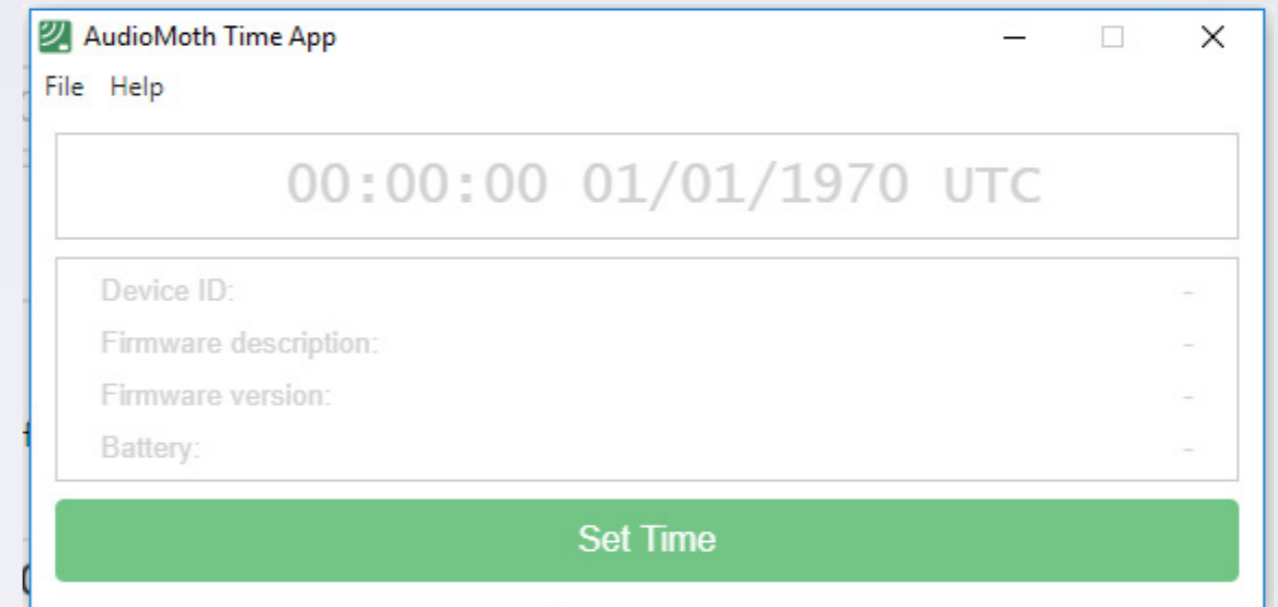 AudioMoth Time App
File Help
00:00:00 01/01/1970 UTC
Device ID: -
Firmware description: -
Firmware version: -
Battery: -
Set Time